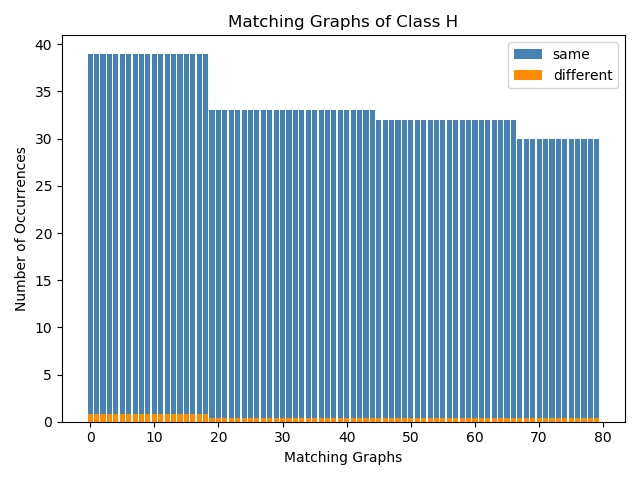 Matching Graphs of Class H
same
different
Number of Occurrences
40
35
30
25
20
15
10
5
0
0 10 20 30 40 50 60 70 80
Matching Graphs